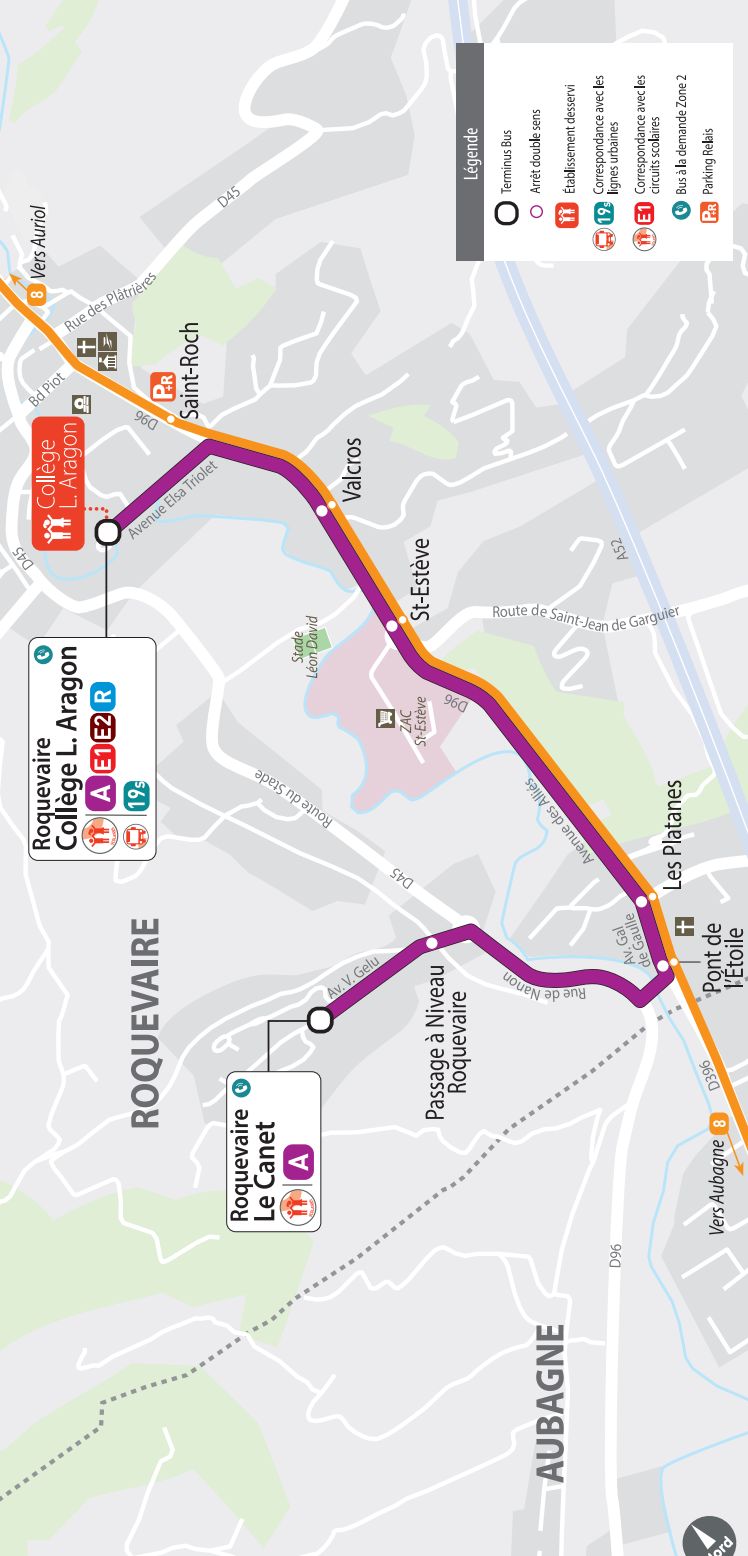 Légende
Terminus Bus
Arrêt double sens
Établissement desservi
19s
Correspondance avec les
lignes urbaines
E1
Correspondance avec les
circuits scolaires
Bus à la demande Zone 2
P+R
Parking Relais
8
Vers Auriol
D45
Rue des Plâtrières
Bd Piot
D96
P+R
Saint-Roch
Collège
L. Aragon
Avenue Elsa Triolet
D45
Roquevaire
Collège L. Aragon
A E1 E2 R
19s
Valcros
St-Estève
Stade
Léon David
ZAC
St-Estève
D96
Route de Saint-Jean de Garguier
A52
Route du Stade
D45
Avenue des Alliés
Les Platanes
Av. Gal
de Gaulle
Pont de
l'Étoile
Rue de Nanon
Av. V. Gelu
Passage à Niveau
Roquevaire
ROQUEVAIRE
Roquevaire
Le Canet
A
D396
Vers Aubagne
8
D96
AUBAGNE